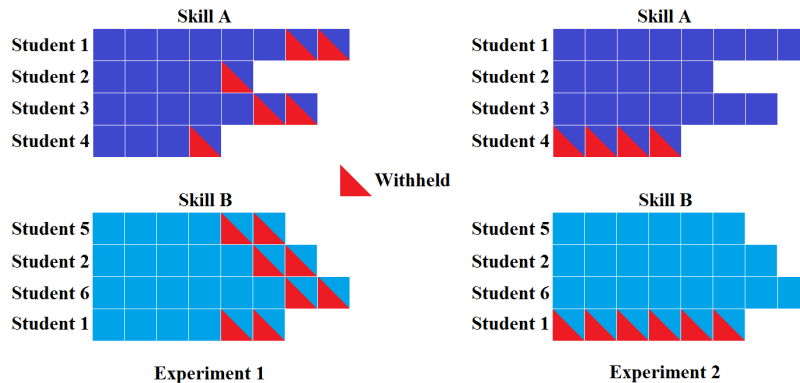 Skill A
Student 1
Student 2
Student 3
Student 4
Skill B
Student 5
Student 2
Student 6
Student 1
Experiment 1
Withheld
Skill A
Student 1
Student 2
Student 3
Student 4
Skill B
Student 5
Student 2
Student 6
Student 1
Experiment 2